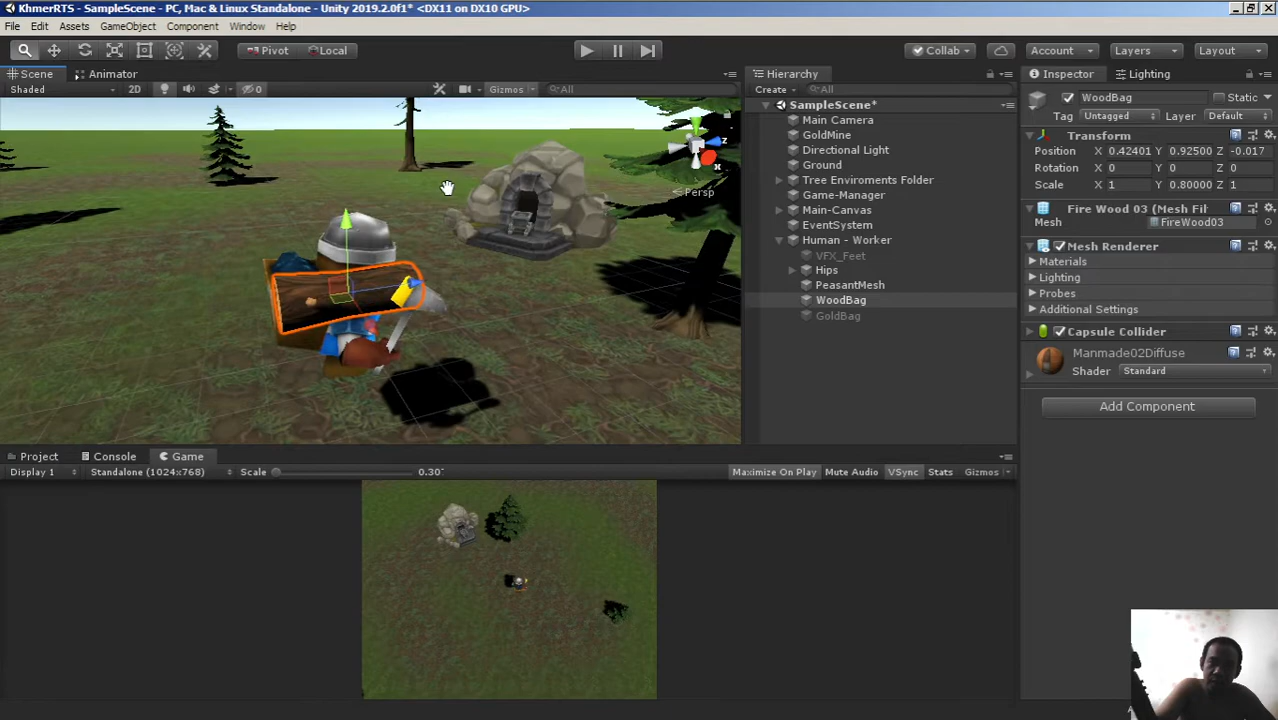 KhmerRTS - SampleScene - PC, Mac & Linux Standalone - Unity 2019.2.0f1* <DX11 on DX10 GPU>
File Edit Assets GameObject Component Window Help
Pivot Local Collab Account Layers Layout
Scene Animator Hierarchy Inspector Lighting
Shaded 2D 0 Gizmos All Create All
WoodBag Static
Tag Untagged Layer Default
SampleScene*
Main Camera
GoldMine
Directional Light
Ground
Tree Enviroments Folder
Game-Manager
Main-Canvas
EventSystem
Human - Worker
VFX_Feet
Hips
PeasantMesh
WoodBag
GoldBag
z
x
Persp
Transform
Position X 0.42401 Y 0.92500 Z -0.017
Rotation X 0 Y 0 Z 0
Scale X 1 Y 0.80000 Z 1
Fire Wood 03 (Mesh Fil
Mesh FireWood03
Mesh Renderer
Materials
Lighting
Probes
Additional Settings
Capsule Collider
Manmade02Diffuse
Shader Standard
Add Component
Project Console Game
Display 1 Standalone (1024x768) Scale 0.30 Maximize On Play Mute Audio VSync Stats Gizmos